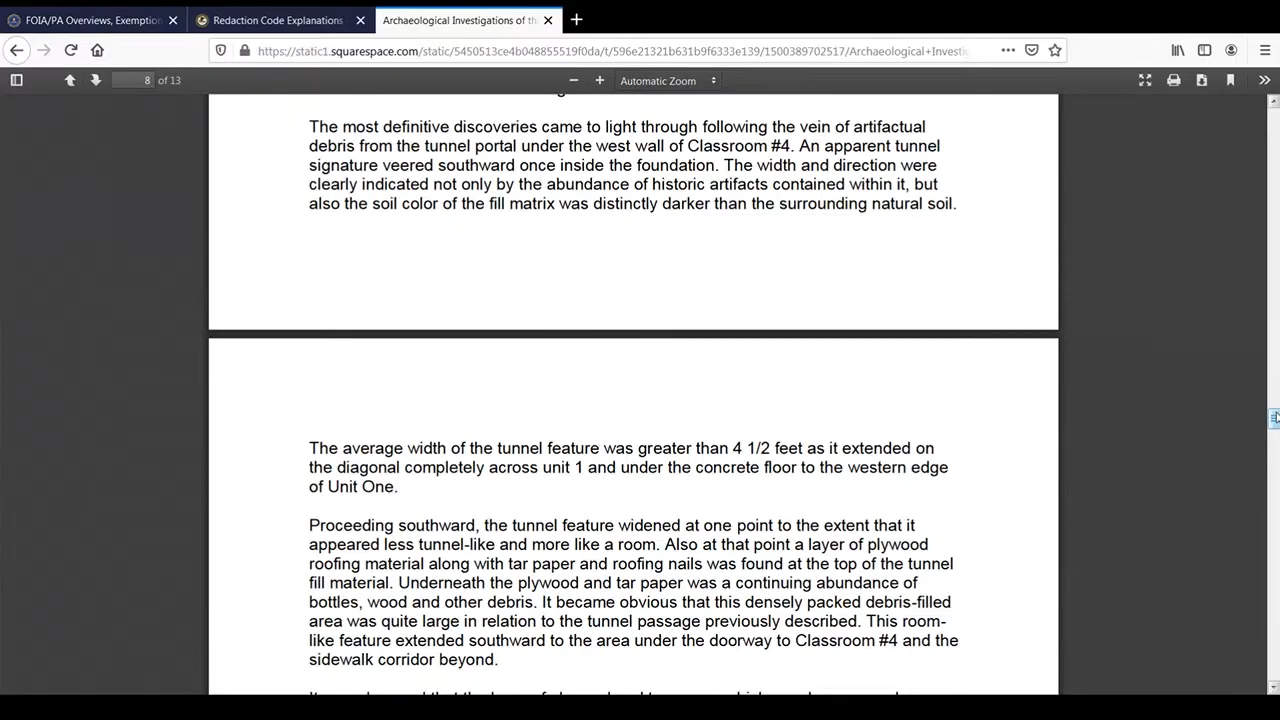 FOIA/PA Overviews, Exemption
Redaction Code Explanations
Archaeological Investigations of th
https://static1.squarespace.com/static/5450513ce4b048855519f0da/t/596e21321b631b9f6333e139/1500389702517/Archaeological+Investi
8 of 13
Automatic Zoom
The most definitive discoveries came to light through following the vein of artifactual
debris from the tunnel portal under the west wall of Classroom #4. An apparent tunnel
signature veered southward once inside the foundation. The width and direction were
clearly indicated not only by the abundance of historic artifacts contained within it, but
also the soil color of the fill matrix was distinctly darker than the surrounding natural soil.
The average width of the tunnel feature was greater than 4 1/2 feet as it extended on
the diagonal completely across unit 1 and under the concrete floor to the western edge
of Unit One.
Proceeding southward, the tunnel feature widened at one point to the extent that it
appeared less tunnel-like and more like a room. Also at that point a layer of plywood
roofing material along with tar paper and roofing nails was found at the top of the tunnel
fill material. Underneath the plywood and tar paper was a continuing abundance of
bottles, wood and other debris. It became obvious that this densely packed debris-filled
area was quite large in relation to the tunnel passage previously described. This room-
like feature extended southward to the area under the doorway to Classroom #4 and the
sidewalk corridor beyond.